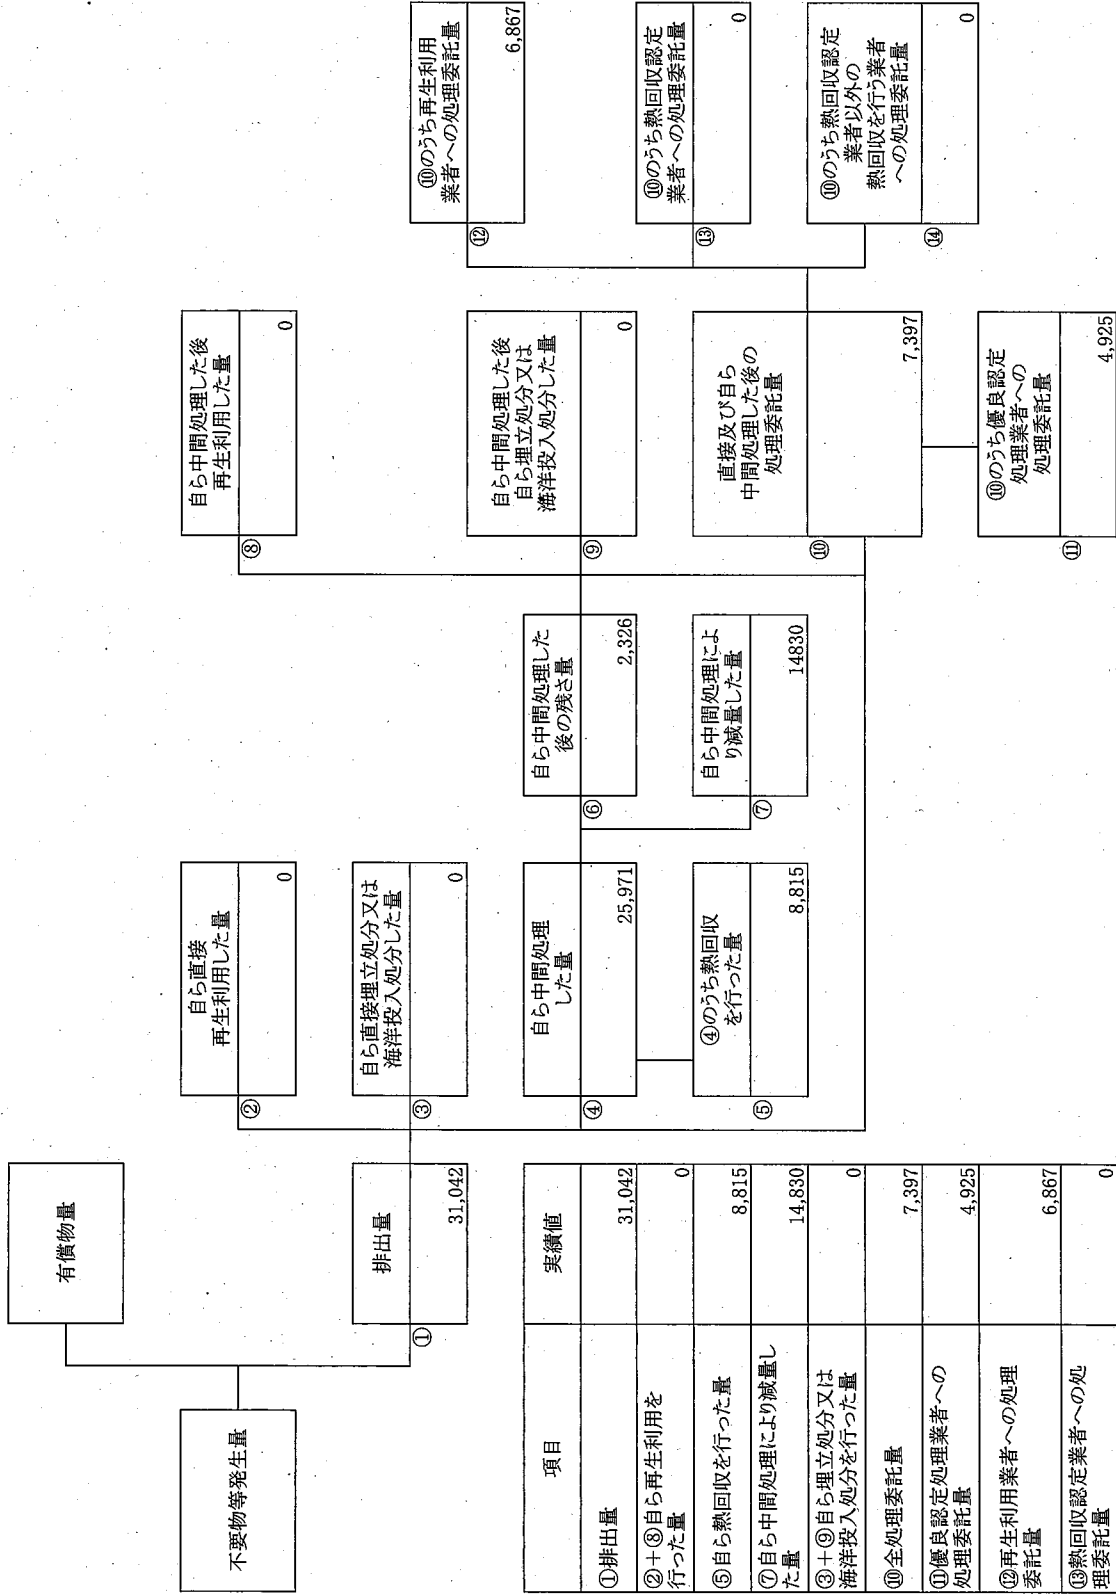 不要物等発生量
有償物量
排出量
①
31,042
自ら直接
再生利用した量
②
0
自ら直接埋立処分又は
海洋投入処分した量
③
0
自ら中間処理
した量
④
25,971
④のうち熱回収
を行った量
⑤
8,815
自ら中間処理した
後の残さ量
⑥
2,326
自ら中間処理によ
り減量した量
⑦
14830
自ら中間処理した後
再生利用した量
⑧
0
自ら中間処理した後
自ら埋立処分又は
海洋投入処分した量
⑨
0
直接及び自ら
中間処理した後の
処理委託量
⑩
7,397
⑩のうち優良認定
処理業者への
処理委託量
⑪
4,925
⑩のうち再生利用
業者への処理委託量
⑫
6,867
⑩のうち熱回収認定
業者への処理委託量
⑬
0
⑩のうち熱回収認定
業者以外の
熱回収を行う業者
への処理委託量
⑭
0
項目 実績値
①排出量 31,042
②+⑧自ら再生利用を
行った量 0
⑤自ら熱回収を行った量 8,815
⑦自ら中間処理により減量し
た量 14,830
③+⑨自ら埋立処分又は
海洋投入処分を行った量 0
⑩全処理委託量 7,397
⑪優良認定処理業者への
処理委託量 4,925
⑫再生利用業者への処理
委託量 6,867
⑬熱回収認定業者への処
理委託量 0